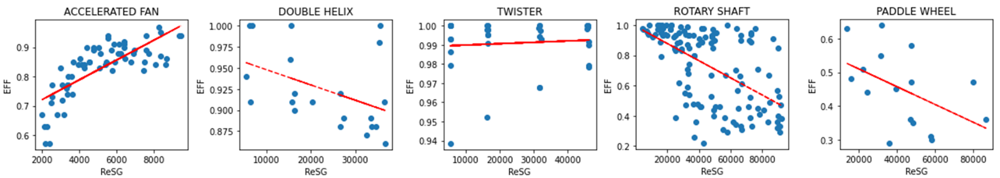 ACCELERATED FAN
EFF
0.9
0.8
0.7
0.6
2000 4000 6000 8000
ReSG
DOUBLE HELIX
EFF
1.000
0.975
0.950
0.925
0.900
0.875
10000 20000 30000
ReSG
TWISTER
EFF
1.00
0.99
0.98
0.97
0.96
0.95
0.94
10000 20000 30000 40000
ReSG
ROTARY SHAFT
EFF
1.0
0.8
0.6
0.4
0.2
20000 40000 60000 80000
ReSG
PADDLE WHEEL
EFF
0.6
0.5
0.4
0.3
20000 40000 60000 80000
ReSG